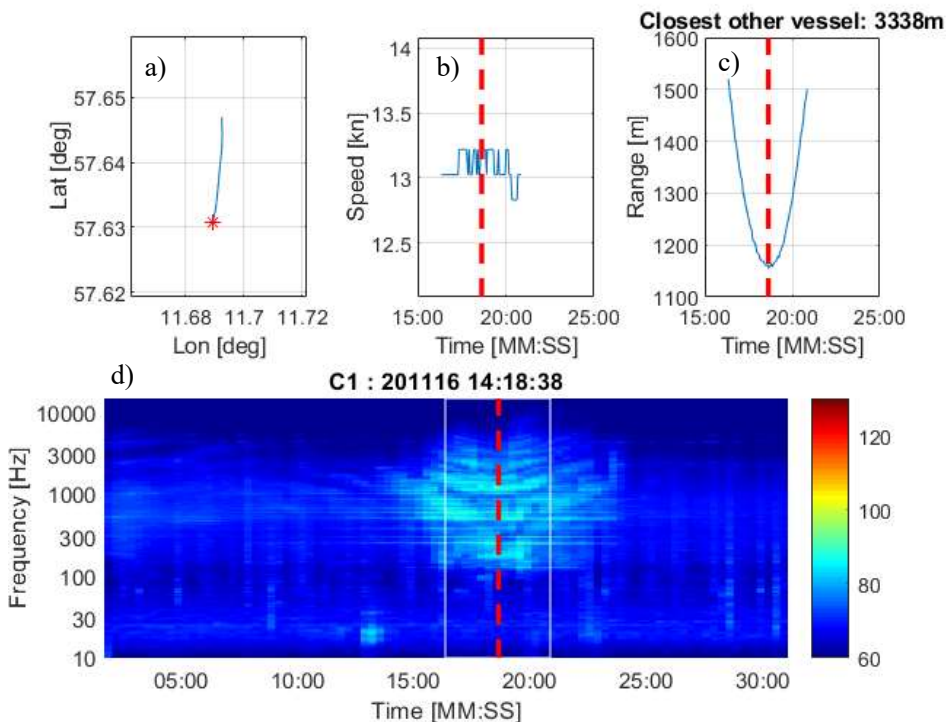 Closest other vessel: 3338m
a)
57.65
57.64
57.63
57.62
Lat [deg]
11.68 11.7 11.72
Lon [deg]
b)
14
13.5
13
12.5
Speed [kn]
15:00 20:00 25:00
Time [MM:SS]
c)
1600
1500
1400
1300
1200
1100
Range [m]
15:00 20:00 25:00
Time [MM:SS]
d)
C1 : 201116 14:18:38
10000
3000
1000
300
100
30
10
Frequency [Hz]
05:00 10:00 15:00 20:00 25:00 30:00
Time [MM:SS]
120
100
80
60